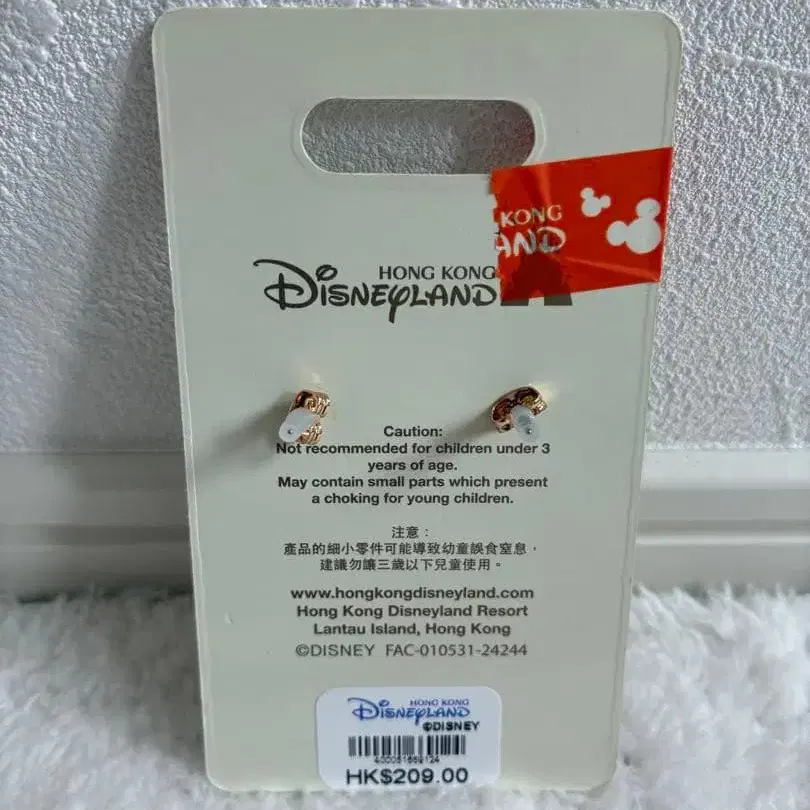 KONG
AND
HONG KONG
DISNEYLAND
Caution:
Not recommended for children under 3
years of age.
May contain small parts which present
a choking for young children.
注意：
產品的細小零件可能導致幼童誤食窒息，
建議勿讓三歲以下兒童使用。
www.hongkongdisneyland.com
Hong Kong Disneyland Resort
Lantau Island, Hong Kong
©DISNEY FAC-010531-24244
HONG KONG
DISNEYLAND
©DISNEY
HK$209.00